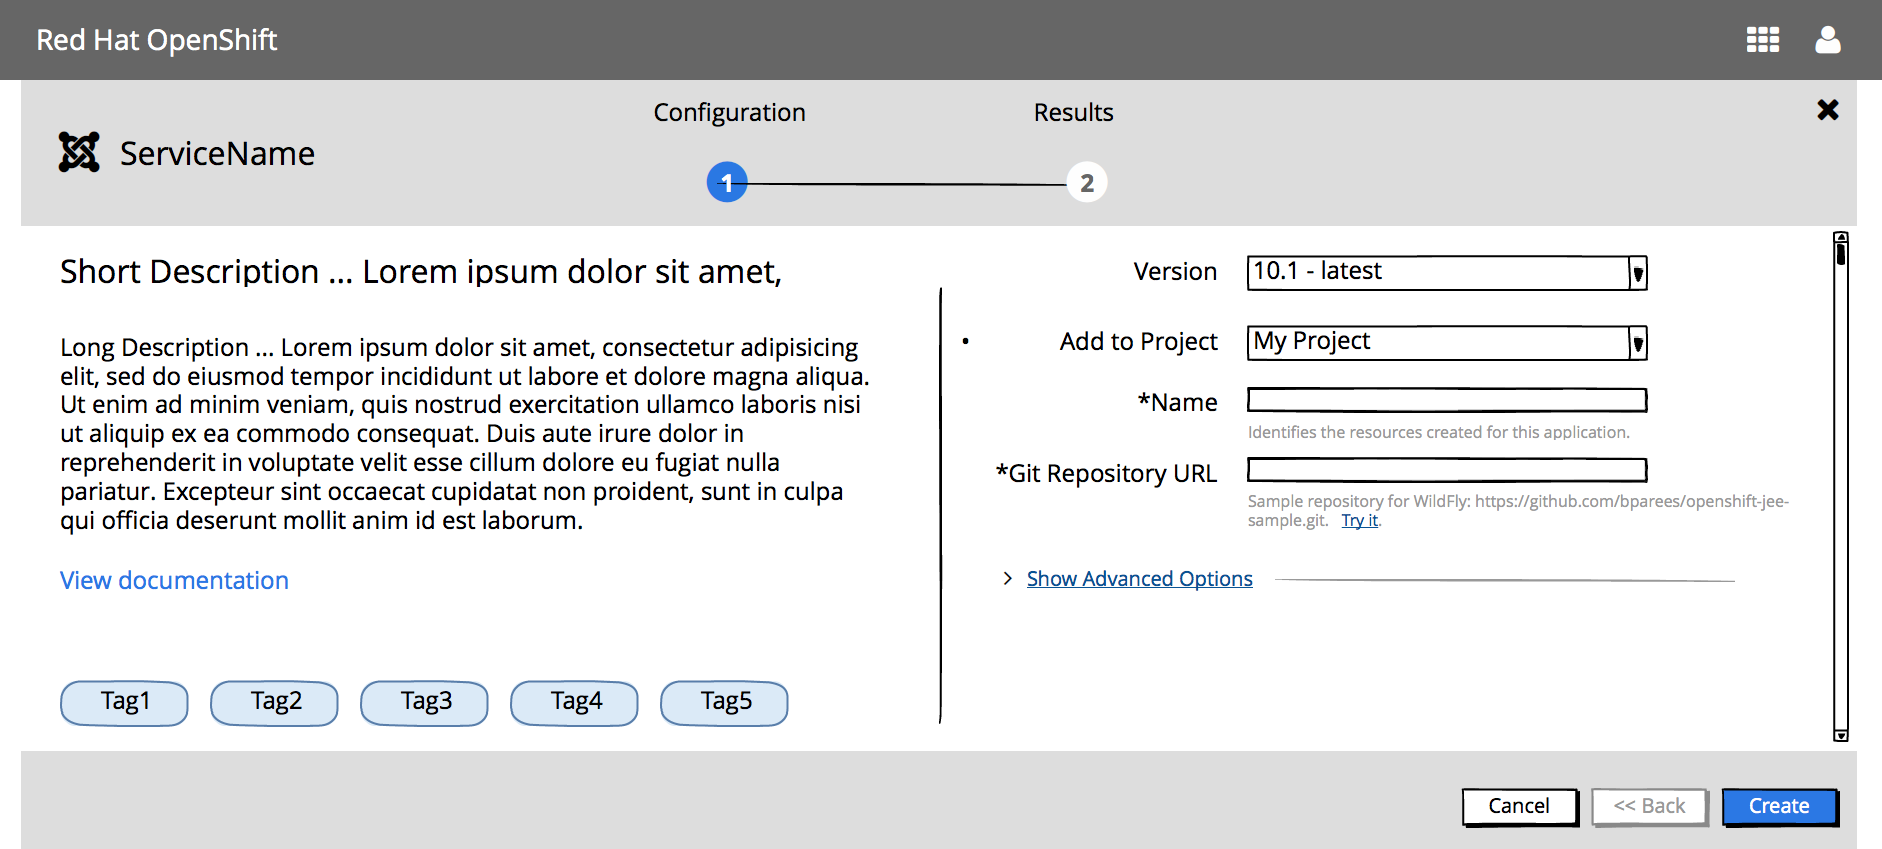 Red Hat OpenShift
Configuration
Results
ServiceName
1
2
Short Description ... Lorem ipsum dolor sit amet,
Long Description ... Lorem ipsum dolor sit amet, consectetur adipisicing
elit, sed do eiusmod tempor incididunt ut labore et dolore magna aliqua.
Ut enim ad minim veniam, quis nostrud exercitation ullamco laboris nisi
ut aliquip ex ea commodo consequat. Duis aute irure dolor in
reprehenderit in voluptate velit esse cillum dolore eu fugiat nulla
pariatur. Excepteur sint occaecat cupidatat non proident, sunt in culpa
qui officia deserunt mollit anim id est laborum.
View documentation
Tag1
Tag2
Tag3
Tag4
Tag5
Version
10.1 - latest
Add to Project
My Project
*Name
Identifies the resources created for this application.
*Git Repository URL
Sample repository for WildFly: https://github.com/bparees/openshift-jee-
sample.git. Try it.
Show Advanced Options
Cancel
<< Back
Create